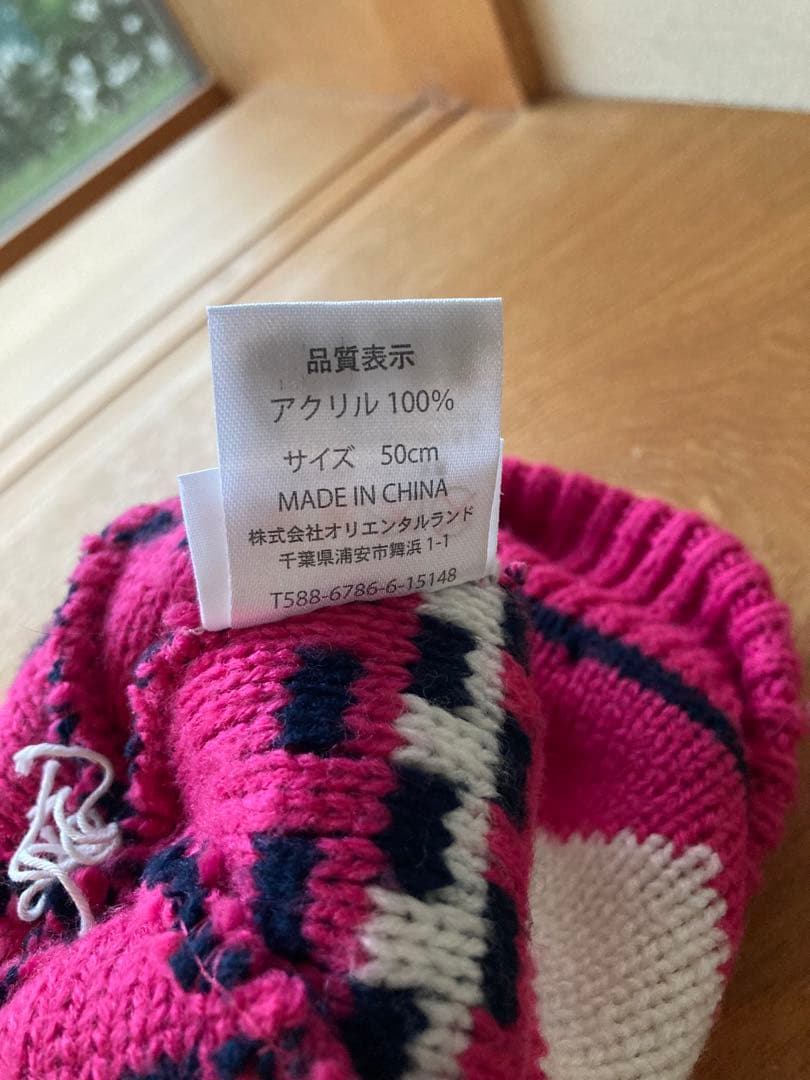 品質表示
アクリル 100%
サイズ 50cm
MADE IN CHINA
株式会社オリエンタルランド
千葉県浦安市舞浜 1-1
T588-6786-6-15148